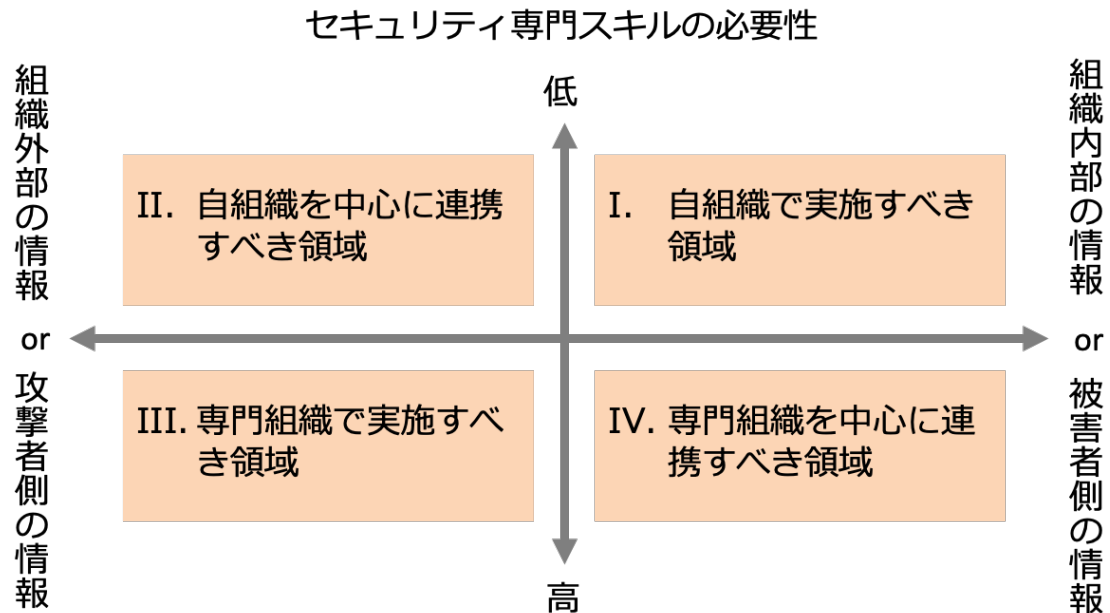 セキュリティ専門スキルの必要性
低
組織外部の情報
or
攻撃者側の情報
組織内部の情報
or
被害者側の情報
II. 自組織を中心に連携
すべき領域
I. 自組織で実施すべき
領域
III. 専門組織で実施すべ
き領域
IV. 専門組織を中心に連
携すべき領域
高